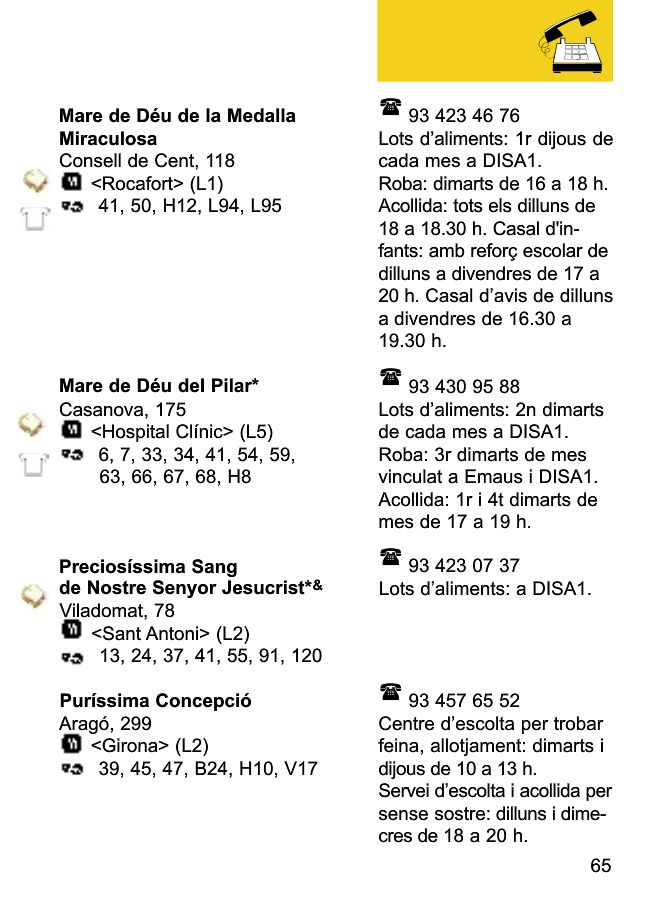 Mare de Déu de la Medalla
Miraculosa
Consell de Cent, 118
<Rocafort> (L1)
41, 50, H12, L94, L95
93 423 46 76
Lots d’aliments: 1r dijous de
cada mes a DISA1.
Roba: dimarts de 16 a 18 h.
Acollida: tots els dilluns de
18 a 18.30 h. Casal d'in-
fants: amb reforç escolar de
dilluns a divendres de 17 a
20 h. Casal d’avis de dilluns
a divendres de 16.30 a
19.30 h.
Mare de Déu del Pilar*
Casanova, 175
<Hospital Clínic> (L5)
6, 7, 33, 34, 41, 54, 59,
63, 66, 67, 68, H8
93 430 95 88
Lots d’aliments: 2n dimarts
de cada mes a DISA1.
Roba: 3r dimarts de mes
vinculat a Emaus i DISA1.
Acollida: 1r i 4t dimarts de
mes de 17 a 19 h.
Preciosíssima Sang
de Nostre Senyor Jesucrist*&
Viladomat, 78
<Sant Antoni> (L2)
13, 24, 37, 41, 55, 91, 120
93 423 07 37
Lots d’aliments: a DISA1.
Puríssima Concepció
Aragó, 299
<Girona> (L2)
39, 45, 47, B24, H10, V17
93 457 65 52
Centre d’escolta per trobar
feina, allotjament: dimarts i
dijous de 10 a 13 h.
Servei d’escolta i acollida per
sense sostre: dilluns i dime-
cres de 18 a 20 h.
65